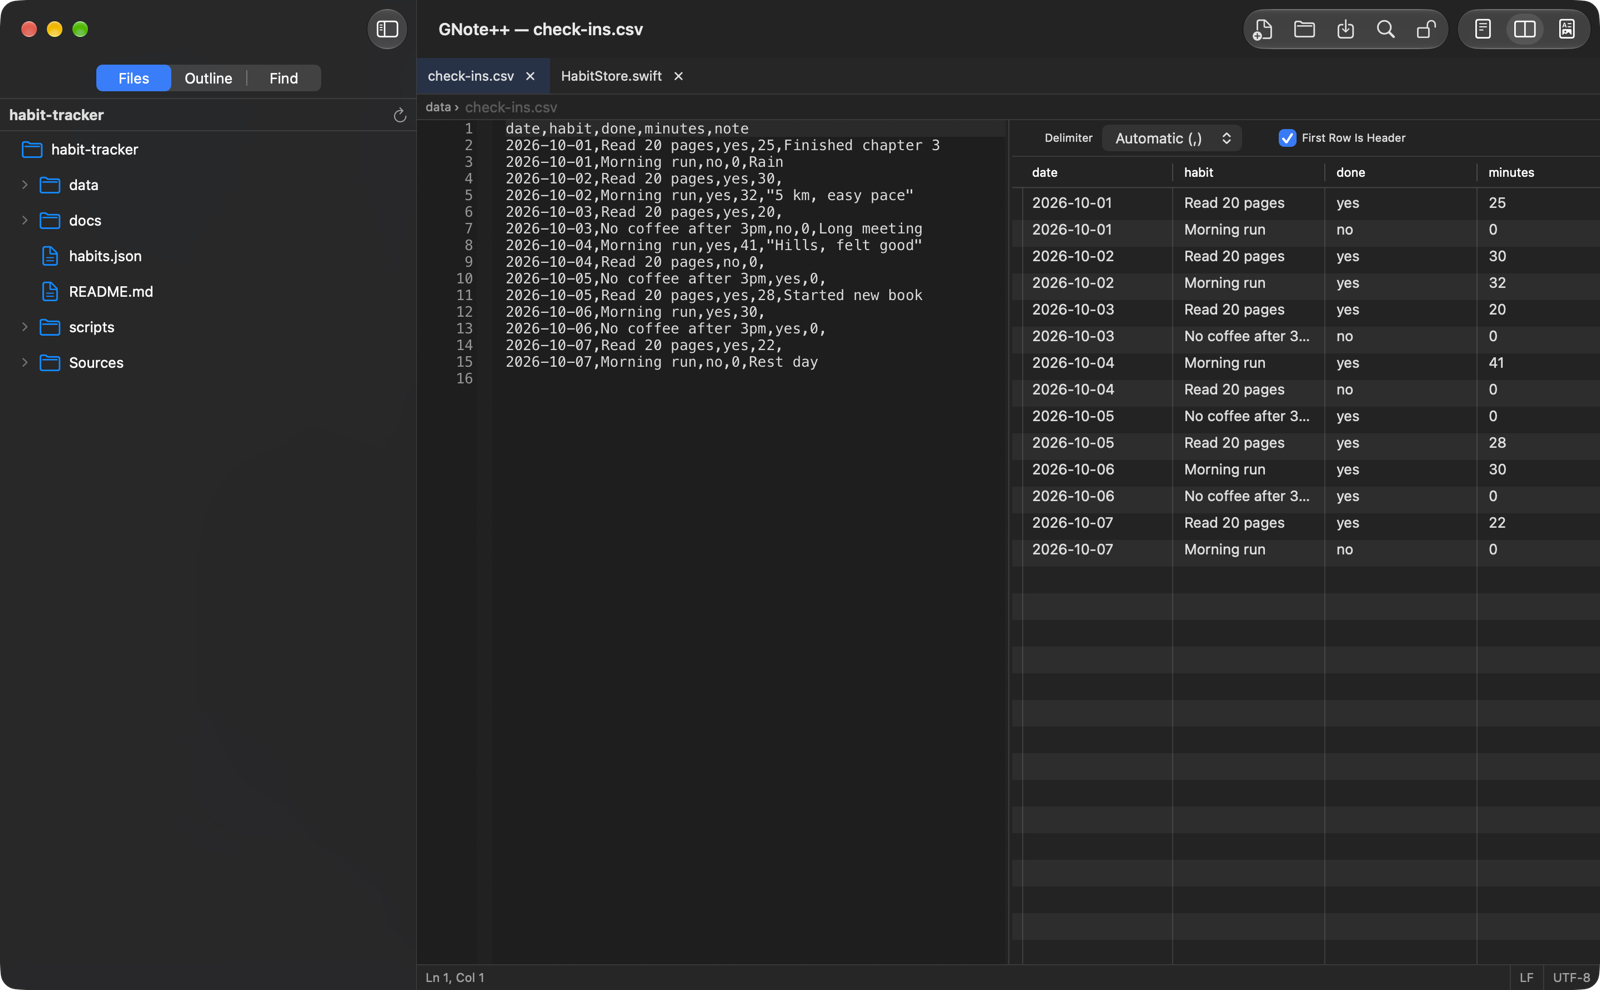 GNote++ — check-ins.csv
Files
Outline
Find
habit-tracker
habit-tracker
data
docs
habits.json
README.md
scripts
Sources
check-ins.csv
HabitStore.swift
data › check-ins.csv
1 date,habit,done,minutes,note
2 2026-10-01,Read 20 pages,yes,25,Finished chapter 3
3 2026-10-01,Morning run,no,0,Rain
4 2026-10-02,Read 20 pages,yes,30,
5 2026-10-02,Morning run,yes,32,"5 km, easy pace"
6 2026-10-03,Read 20 pages,yes,20,
7 2026-10-03,No coffee after 3pm,no,0,Long meeting
8 2026-10-04,Morning run,yes,41,"Hills, felt good"
9 2026-10-04,Read 20 pages,no,0,
10 2026-10-05,No coffee after 3pm,yes,0,
11 2026-10-05,Read 20 pages,yes,28,Started new book
12 2026-10-06,Morning run,yes,30,
13 2026-10-06,No coffee after 3pm,yes,0,
14 2026-10-07,Read 20 pages,yes,22,
15 2026-10-07,Morning run,no,0,Rest day
16
Delimiter Automatic (,) First Row Is Header
date habit done minutes
2026-10-01 Read 20 pages yes 25
2026-10-01 Morning run no 0
2026-10-02 Read 20 pages yes 30
2026-10-02 Morning run yes 32
2026-10-03 Read 20 pages yes 20
2026-10-03 No coffee after 3... no 0
2026-10-04 Morning run yes 41
2026-10-04 Read 20 pages no 0
2026-10-05 No coffee after 3... yes 0
2026-10-05 Read 20 pages yes 28
2026-10-06 Morning run yes 30
2026-10-06 No coffee after 3... yes 0
2026-10-07 Read 20 pages yes 22
2026-10-07 Morning run no 0
Ln 1, Col 1
LF
UTF-8